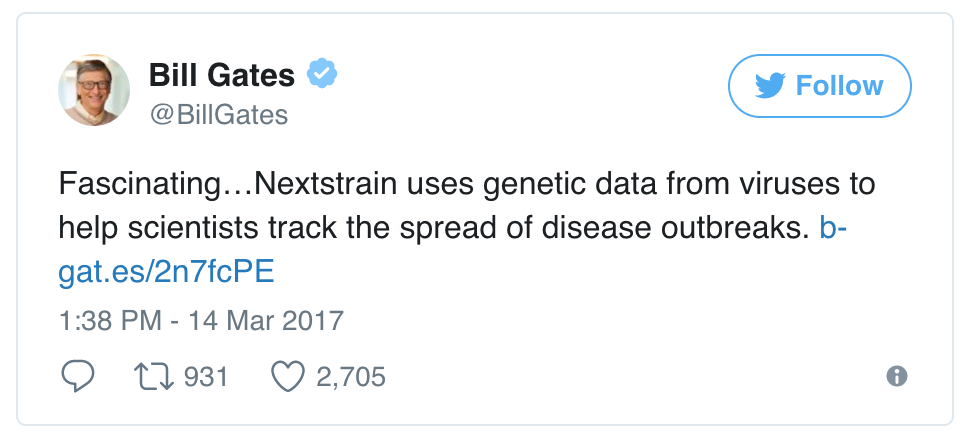 Bill Gates
@BillGates
Follow
Fascinating…Nextstrain uses genetic data from viruses to
help scientists track the spread of disease outbreaks. b-
gat.es/2n7fcPE
1:38 PM - 14 Mar 2017
931 2,705